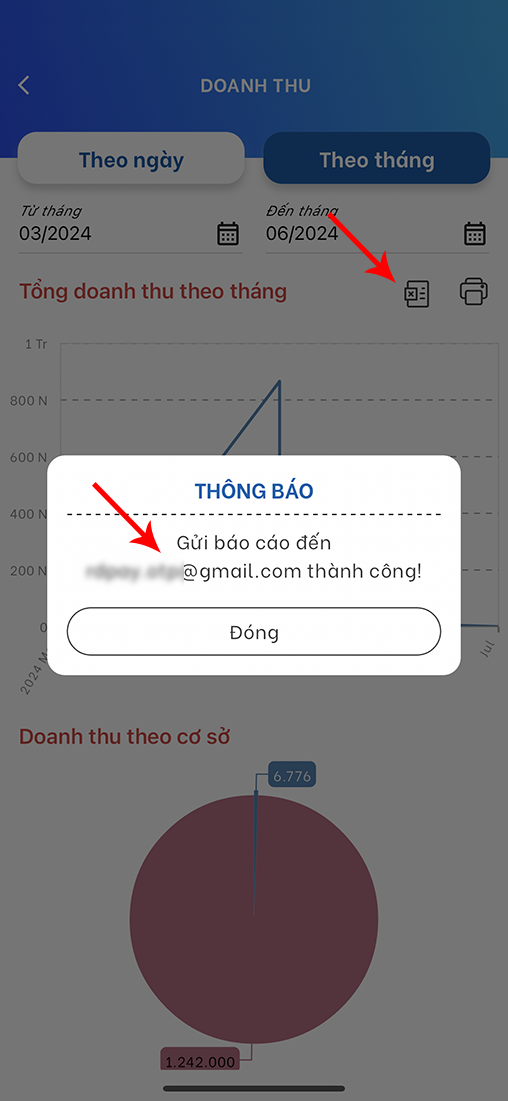 DOANH THU
Theo ngày
Theo tháng
Từ tháng
Đến tháng
03/2024
06/2024
Tổng doanh thu theo tháng
1 Tr
800 N
600 N
THÔNG BÁO
400 N
Gửi báo cáo đến
200 N
@gmail.com thành công!
0
Đóng
2024 M
Jul
Doanh thu theo cơ sở
6.776
1.242.000